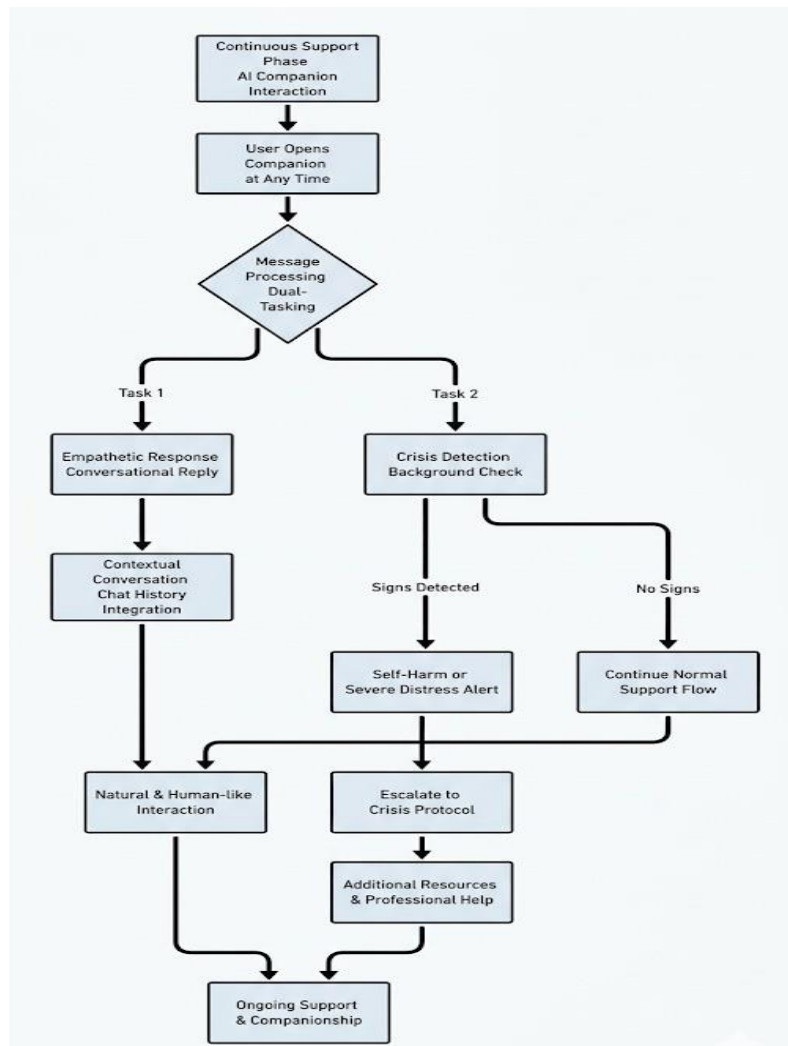 Continuous Support
Phase
AI Companion
Interaction
User Opens
Companion
at Any Time
Message
Processing
Dual-
Tasking
Task 1
Task 2
Empathetic Response
Conversational Reply
Crisis Detection
Background Check
Contextual
Conversation
Chat History
Integration
Signs Detected
No Signs
Self-Harm or
Severe Distress Alert
Continue Normal
Support Flow
Natural & Human-like
Interaction
Escalate to
Crisis Protocol
Additional Resources
& Professional Help
Ongoing Support
& Companionship